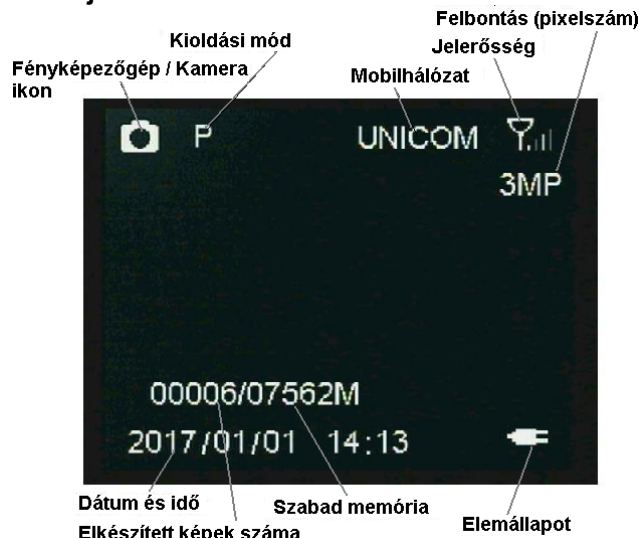 Felbontás (pixelszám)
Kioldási mód
Jelerősség
Fényképezőgép / Kamera
ikon
Mobilhálózat
P UNICOM
3MP
00006/07562M
2017/01/01 14:13
Dátum és idő
Szabad memória
Elemállapot
Elkészített képek száma